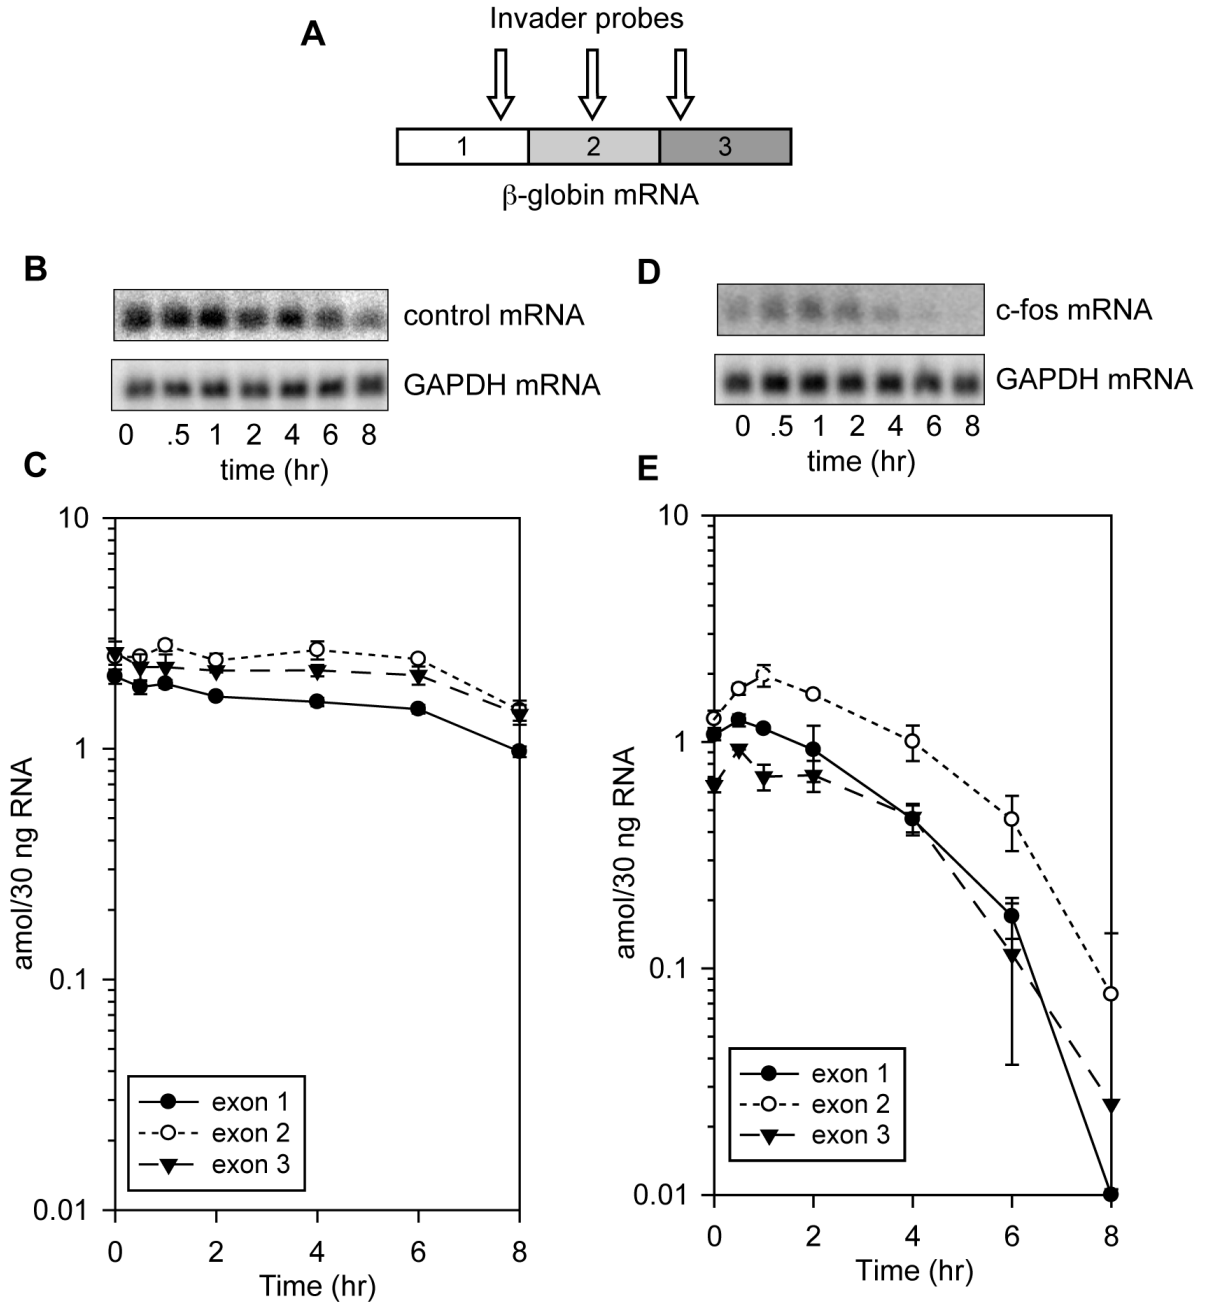 A
Invader probes
1 2 3
β-globin mRNA
B
control mRNA
GAPDH mRNA
0 .5 1 2 4 6 8
time (hr)
D
c-fos mRNA
GAPDH mRNA
0 .5 1 2 4 6 8
time (hr)
C
10
1
0.1
0.01
amol/30 ng RNA
exon 1
exon 2
exon 3
0 2 4 6 8
Time (hr)
E
10
1
0.1
0.01
amol/30 ng RNA
exon 1
exon 2
exon 3
0 2 4 6 8
Time (hr)